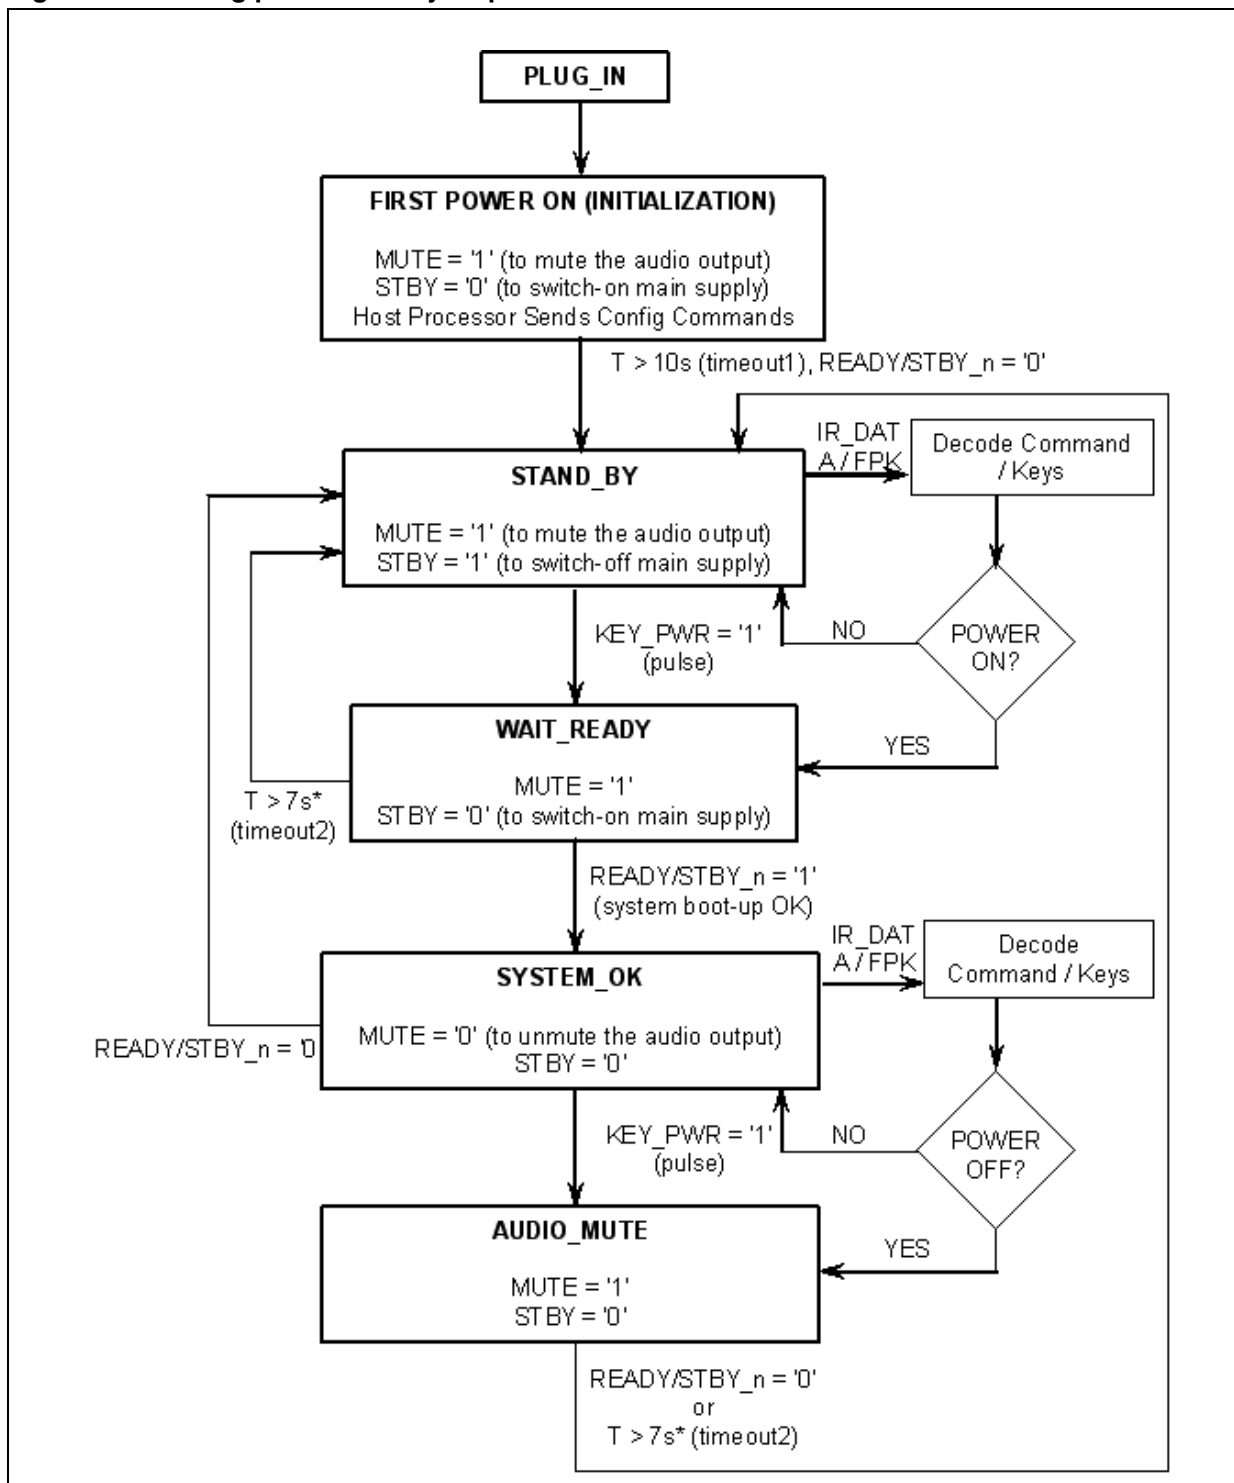 PLUG_IN
FIRST POWER ON (INITIALIZATION)
MUTE = '1' (to mute the audio output)
STBY = '0' (to switch-on main supply)
Host Processor Sends Config Commands
T > 10s (timeout1), READY/STBY_n = '0'
IR_DAT
A / FPK
Decode Command
/ Keys
STAND_BY
MUTE = '1' (to mute the audio output)
STBY = '1' (to switch-off main supply)
KEY_PWR = '1'
(pulse)
NO
POWER
ON?
YES
WAIT_READY
MUTE = '1'
STBY = '0' (to switch-on main supply)
T > 7s*
(timeout2)
READY/STBY_n = '1'
(system boot-up OK)
IR_DAT
A / FPK
Decode
Command / Keys
SYSTEM_OK
MUTE = '0' (to unmute the audio output)
STBY = '0'
READY/STBY_n = '0
KEY_PWR = '1'
(pulse)
NO
POWER
OFF?
YES
AUDIO_MUTE
MUTE = '1'
STBY = '0'
READY/STBY_n = '0'
or
T > 7s* (timeout2)